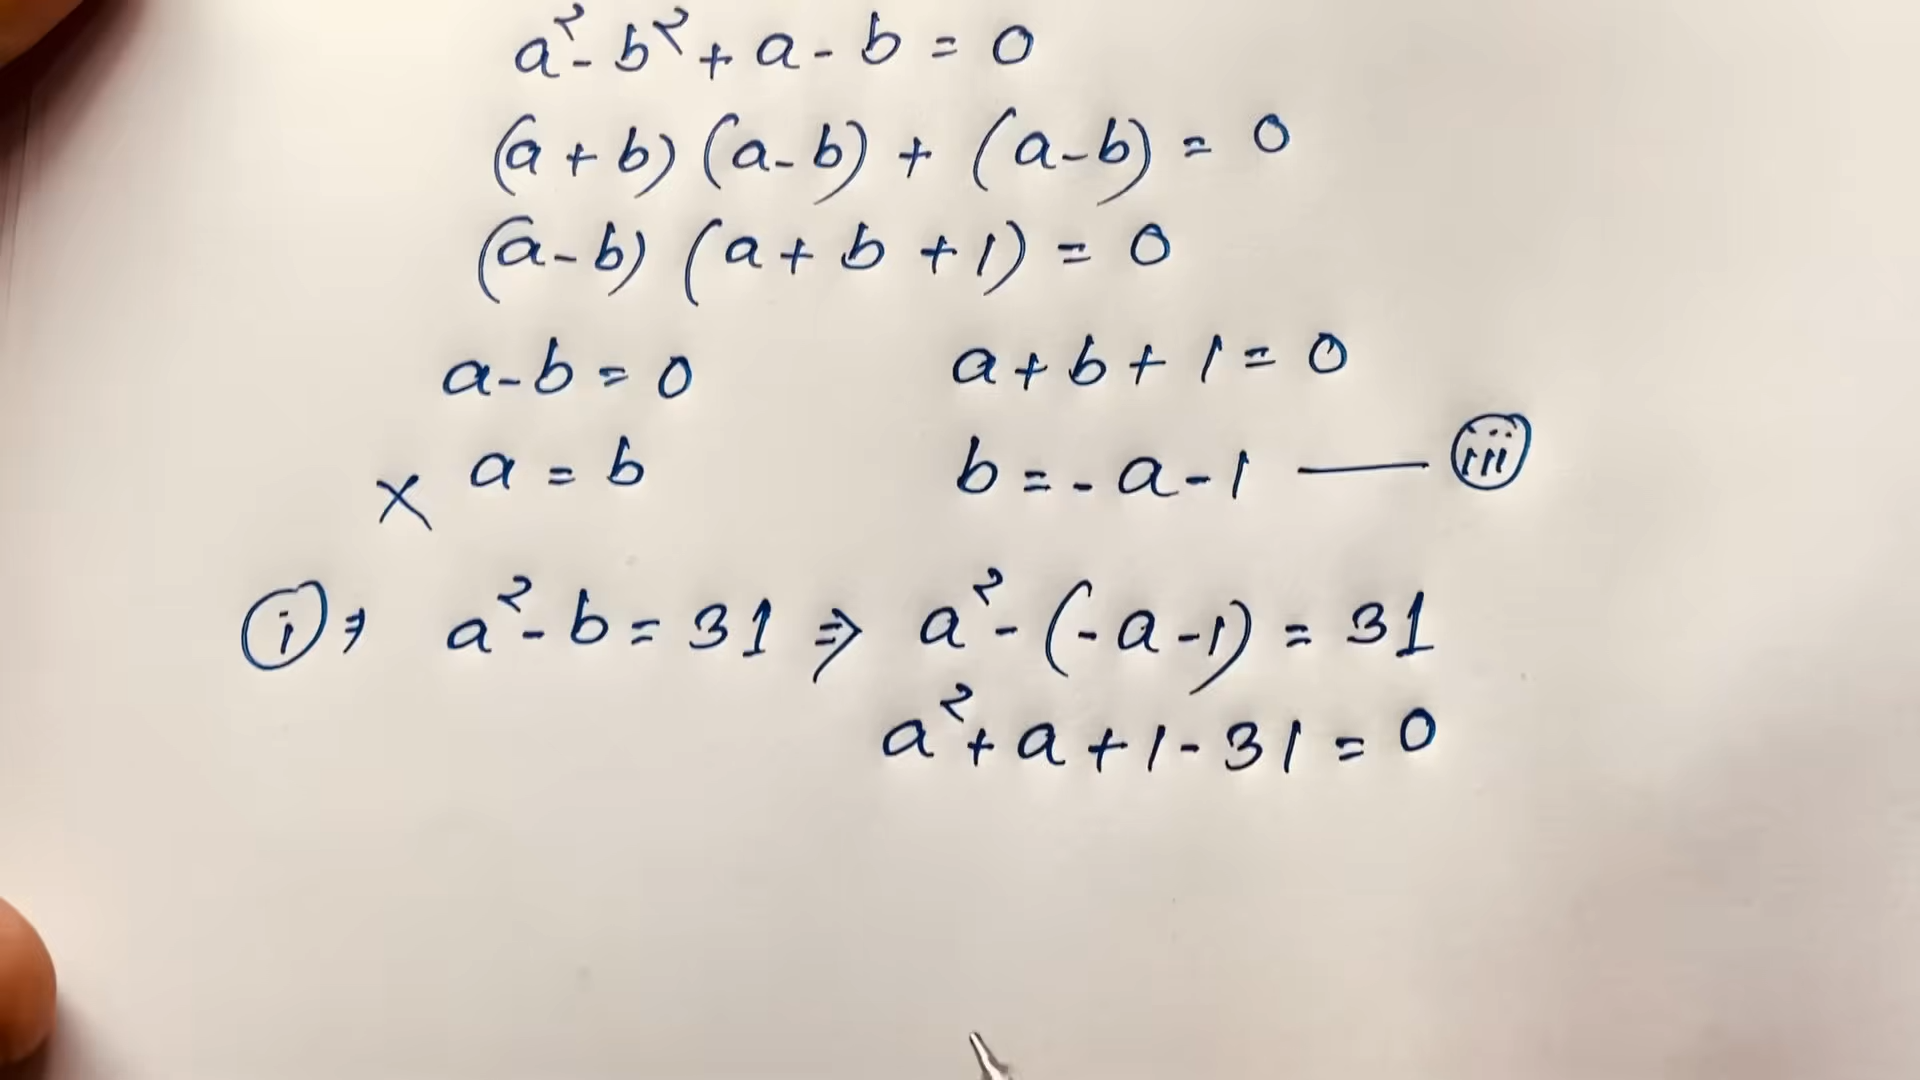 a² - b² + a - b = 0
(a + b) (a - b) + (a - b) = 0
(a - b) (a + b + 1) = 0
a - b = 0 a + b + 1 = 0
× a = b b = - a - 1 —— (iii)
(i) ⇒ a² - b = 31 ⇒ a² - (- a - 1) = 31
a² + a + 1 - 31 = 0